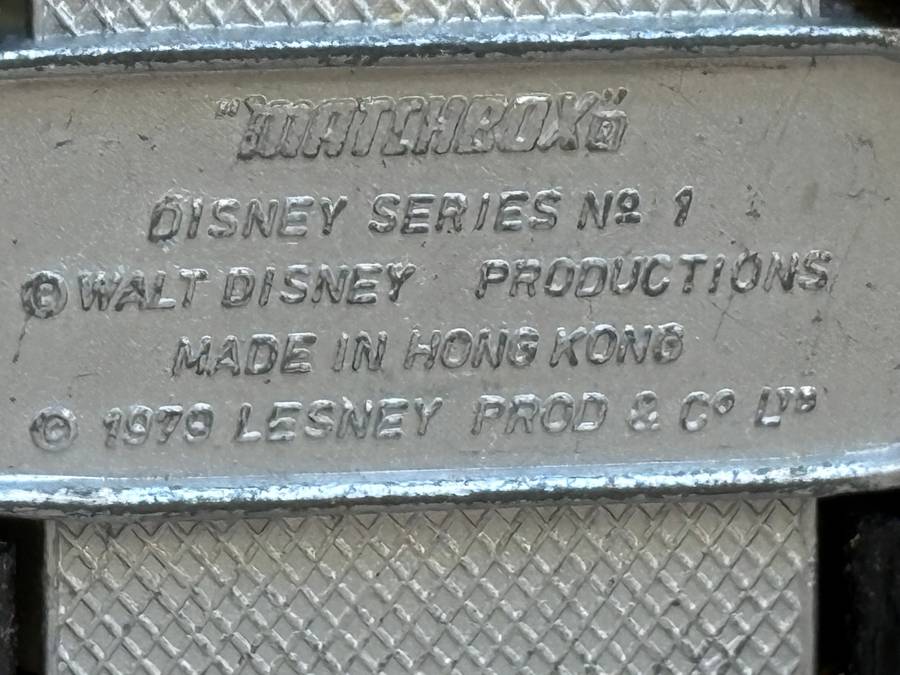 "MATCHBOX"®
DISNEY SERIES Nº 1
© WALT DISNEY PRODUCTIONS
MADE IN HONG KONG
© 1979 LESNEY PROD & Cº Lᵀᴰ